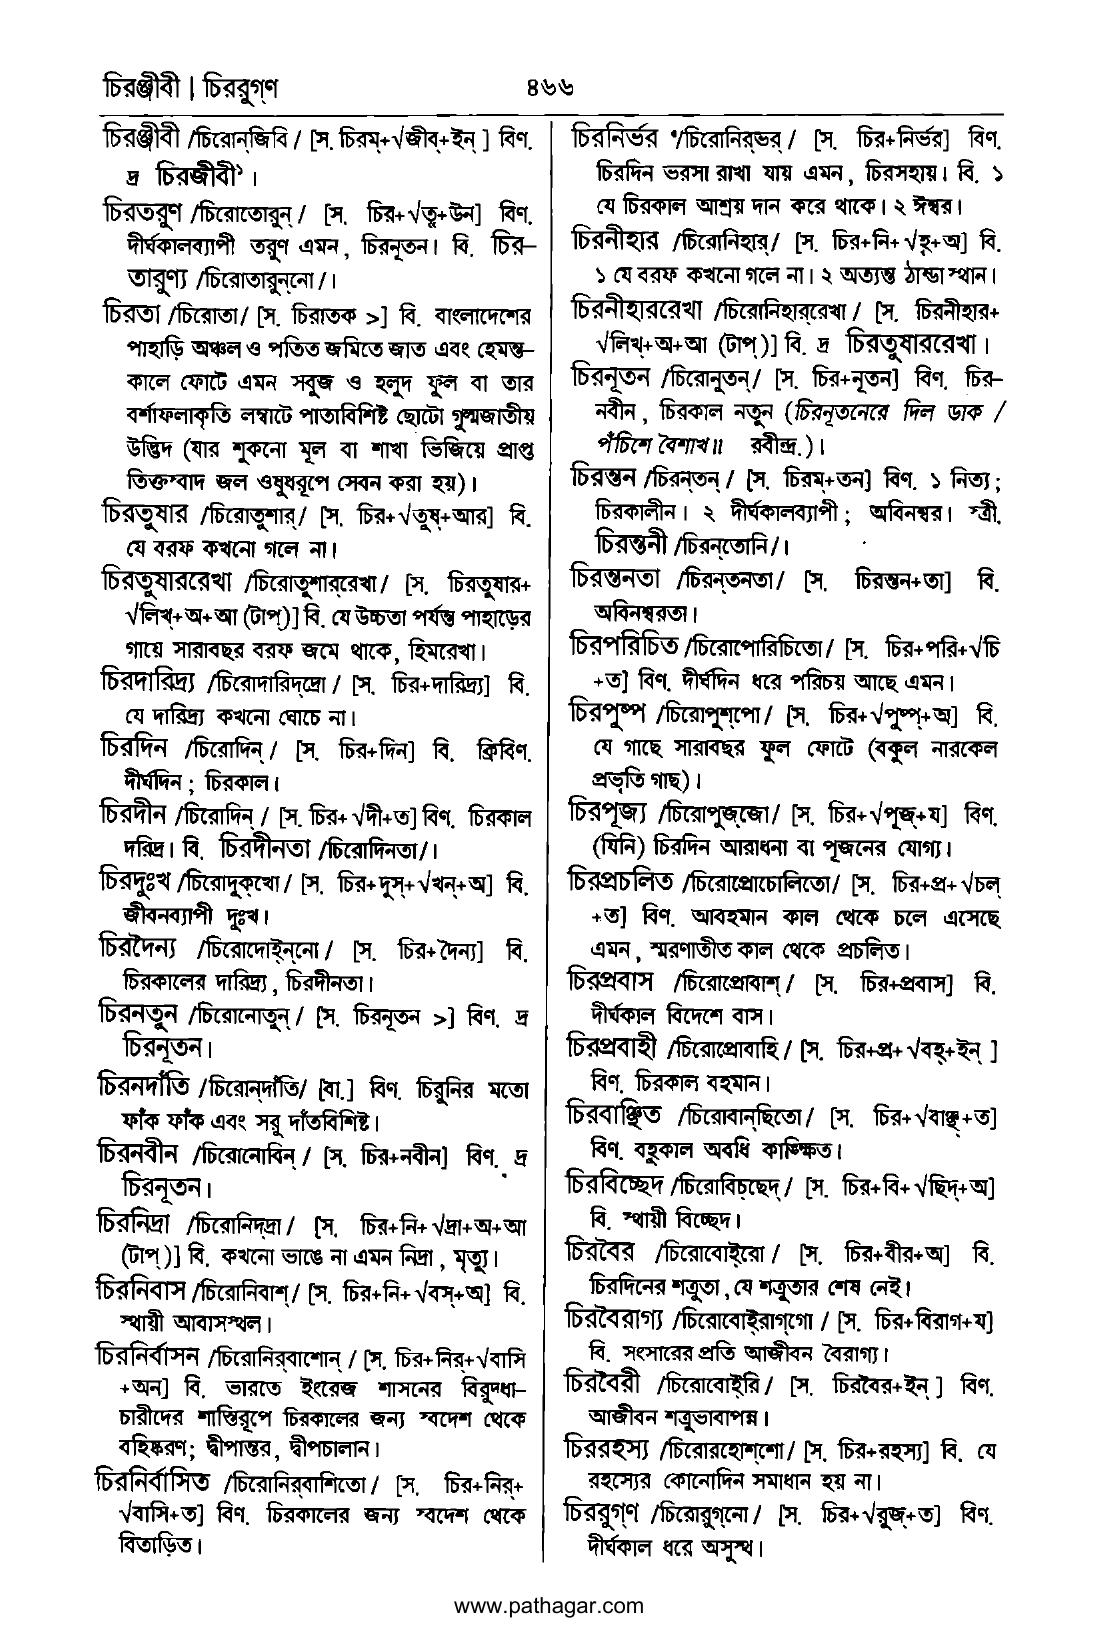 চিরঞ্জীবী | চিররুগ্‌ণ ৪৬৬
চিরঞ্জীবী /চিরোন্‌জিবি / [স. চিরম্+√জীব্+ইন্ ] বিণ.
দ্র চিরজীবী১ ।
চিরতরুণ /চিরোতোরুন্ / [স. চির+√তৃ+উন] বিণ.
দীর্ঘকালব্যাপী তরুণ এমন, চিরনূতন। বি. চির–
তারুণ্য /চিরোতারুন্‌নো /।
চিরতা /চিরোতা/ [স. চিরাতক >] বি. বাংলাদেশের
পাহাড়ি অঞ্চল ও পতিত জমিতে জাত এবং হেমন্ত–
কালে ফোটে এমন সবুজ ও হলুদ ফুল বা তার
বর্শাফলাকৃতি লম্বাটে পাতাবিশিষ্ট ছোটো গুল্মজাতীয়
উদ্ভিদ (যার শুকনো মূল বা শাখা ভিজিয়ে প্রাপ্ত
তিক্তস্বাদ জল ওষুধরূপে সেবন করা হয়)।
চিরতুষার /চিরোতুশার্/ [স. চির+√তুষ্+আর] বি.
যে বরফ কখনো গলে না।
চিরতুষাররেখা /চিরোতুশার্‌রেখা / [স. চিরতুষার+
√লিখ্+অ+আ (টাপ্)] বি. যে উচ্চতা পর্যন্ত পাহাড়ের
গায়ে সারাবছর বরফ জমে থাকে, হিমরেখা।
চিরদারিদ্র্য /চিরোদারিদ্‌দ্রো / [স. চির+দারিদ্র্য] বি.
যে দারিদ্র্য কখনো ঘোচে না।
চিরদিন /চিরোদিন্ / [স. চির+দিন] বি. ক্রিবিণ.
দীর্ঘদিন ; চিরকাল।
চিরদীন /চিরোদিন্ / [স. চির+ √দী+ত] বিণ. চিরকাল
দরিদ্র। বি. চিরদীনতা /চিরোদিনতা/।
চিরদুঃখ /চিরোদুক্‌খো / [স. চির+দুস্+√খন্+অ] বি.
জীবনব্যাপী দুঃখ।
চিরদৈন্য /চিরোদোই্‌ন্‌নো / [স. চির+দৈন্য] বি.
চিরকালের দারিদ্র্য, চিরদীনতা।
চিরনতুন /চিরোনোতুন্ / [স. চিরনূতন >] বিণ. দ্র
চিরনূতন।
চিরনদাঁতি /চিরোন্‌দাঁতি/ [বা.] বিণ. চিরুনির মতো
ফাঁক ফাঁক এবং সরু দাঁতবিশিষ্ট।
চিরনবীন /চিরোনোবিন্ / [স. চির+নবীন] বিণ. দ্র
চিরনূতন।
চিরনিদ্রা /চিরোনিদ্‌দ্রা / [স. চির+নি+ √দ্রা+অ+আ
(টাপ্ )] বি. কখনো ভাঙে না এমন নিদ্রা, মৃত্যু।
চিরনিবাস /চিরোনিবাশ্/ [স. চির+নি+ √বস্+অ] বি.
স্থায়ী আবাসস্থল।
চিরনির্বাসন /চিরোনির্‌বাশোন্ / [স. চির+নির্+√বাসি
+অন] বি. ভারতে ইংরেজ শাসনের বিরুদ্ধা–
চারীদের শাস্তিরূপে চিরকালের জন্য স্বদেশ থেকে
বহিষ্করণ; দ্বীপান্তর, দ্বীপচালান।
চিরনির্বাসিত /চিরোনির্‌বাশিতো / [স. চির+নির্+
√বাসি+ত] বিণ. চিরকালের জন্য স্বদেশ থেকে
বিতাড়িত।
চিরনির্ভর /চিরোনির্‌ভর্ / [স. চির+নির্ভর] বিণ.
চিরদিন ভরসা রাখা যায় এমন, চিরসহায়। বি. ১
যে চিরকাল আশ্রয় দান করে থাকে। ২ ঈশ্বর।
চিরনীহার /চিরোনিহার্/ [স. চির+নি+ √হৃ+অ] বি.
১ যে বরফ কখনো গলে না। ২ অত্যন্ত ঠান্ডা স্থান।
চিরনীহাররেখা /চিরোনিহার্‌রেখা / [স. চিরনীহার+
√লিখ্+অ+আ (টাপ্)] বি. দ্র চিরতুষাররেখা।
চিরনূতন /চিরোনুতন্/ [স. চির+নূতন] বিণ. চির–
নবীন, চিরকাল নতুন (চিরনূতনেরে দিল ডাক /
পঁচিশে বৈশাখ॥ রবীন্দ্র.)।
চিরন্তন /চিরন্‌তন্ / [স. চিরম্+তন] বিণ. ১ নিত্য;
চিরকালীন। ২ দীর্ঘকালব্যাপী; অবিনশ্বর। স্ত্রী.
চিরন্তনী /চিরন্‌তোনি/।
চিরন্তনতা /চিরন্‌তনতা/ [স. চিরন্তন+তা] বি.
অবিনশ্বরতা।
চিরপরিচিত /চিরোপোরিচিতো/ [স. চির+পরি+√চি
+ত] বিণ. দীর্ঘদিন ধরে পরিচয় আছে এমন।
চিরপুষ্প /চিরোপুশ্‌পো/ [স. চির+√পুষ্প্+অ] বি.
যে গাছে সারাবছর ফুল ফোটে (বকুল নারকেল
প্রভৃতি গাছ)।
চিরপূজ্য /চিরোপুজ্‌জো/ [স. চির+√পূজ্+য] বিণ.
(যিনি) চিরদিন আরাধনা বা পূজনের যোগ্য।
চিরপ্রচলিত /চিরোপ্রোচোলিতো/ [স. চির+প্র+ √চল্
+ত] বিণ. আবহমান কাল থেকে চলে এসেছে
এমন, স্মরণাতীত কাল থেকে প্রচলিত।
চিরপ্রবাস /চিরোপ্রোবাশ্ / [স. চির+প্রবাস] বি.
দীর্ঘকাল বিদেশে বাস।
চিরপ্রবাহী /চিরোপ্রোবাহি / [স. চির+প্র+ √বহ্+ইন্ ]
বিণ. চিরকাল বহমান।
চিরবাঞ্ছিত /চিরোবান্‌ছিতো / [স. চির+√বাঞ্ছ্+ত]
বিণ. বহুকাল অবধি কাঙ্ক্ষিত।
চিরবিচ্ছেদ /চিরোবিচ্‌ছেদ্ / [স. চির+বি+ √ছিদ্+অ]
বি. স্থায়ী বিচ্ছেদ।
চিরবৈর /চিরোবোই্‌রো / [স. চির+বীর+অ] বি.
চিরদিনের শত্রুতা, যে শত্রুতার শেষ নেই।
চিরবৈরাগ্য /চিরোবোই্‌রাগ্‌গো / [স. চির+বিরাগ+য]
বি. সংসারের প্রতি আজীবন বৈরাগ্য।
চিরবৈরী /চিরোবোই্‌রি / [স. চিরবৈর+ইন্ ] বিণ.
আজীবন শত্রুভাবাপন্ন।
চিররহস্য /চিরোরহোশ্‌শো/ [স. চির+রহস্য] বি. যে
রহস্যের কোনোদিন সমাধান হয় না।
চিররুগ্‌ণ /চিরোরুগ্‌নো / [স. চির+√রুজ্+ত] বিণ.
দীর্ঘকাল ধরে অসুস্থ।
www.pathagar.com